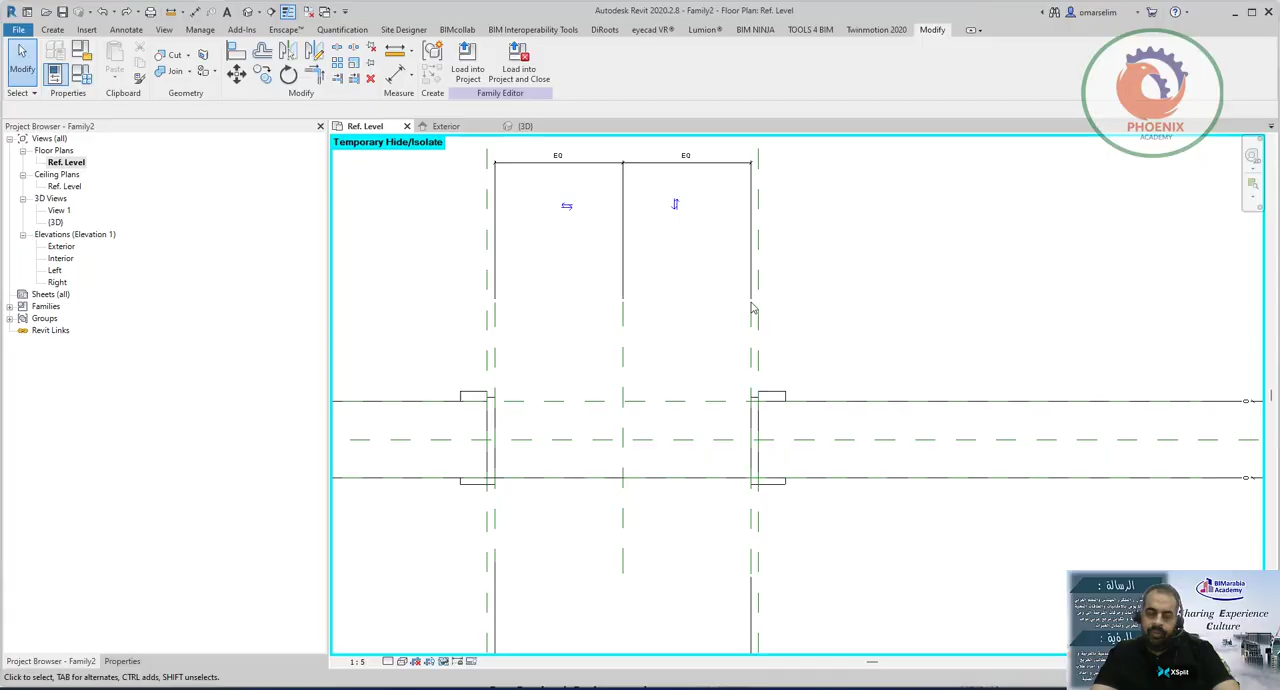 Autodesk Revit 2020.2.8 - Family2 - Floor Plan: Ref. Level
omarselim
File Create Insert Annotate View Manage Add-Ins Enscape™ Quantification Site Designer BIMcollab BIM Interoperability Tools DiRoots eyecad VR® Lumion® BIM NINJA TOOLS 4 BIM Twinmotion 2020 Modify
Modify
Paste
Cut
Join
Load into Project
Load into Project and Close
Select Properties Clipboard Geometry Modify Measure Create Family Editor
PHOENIX
ACADEMY
Project Browser - Family2
Ref. Level
Exterior
{3D}
Temporary Hide/Isolate
Views (all)
Floor Plans
Ref. Level
Ceiling Plans
Ref. Level
3D Views
View 1
{3D}
Elevations (Elevation 1)
Exterior
Interior
Left
Right
Sheets (all)
Families
Groups
Revit Links
EQ EQ
الرسالة :
الرؤية :
BIMarabia
Academy
Sharing Experience
Culture
XSplit
Project Browser - Family2
Properties
1 : 5
Click to select, TAB for alternates, CTRL adds, SHIFT unselects.